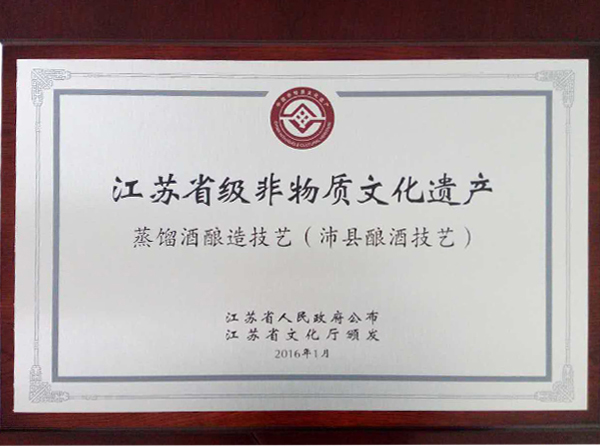 江苏省级非物质文化遗产
蒸馏酒酿造技艺（沛县酿酒技艺）
江苏省人民政府公布
江苏省文化厅颁发
2016年1月